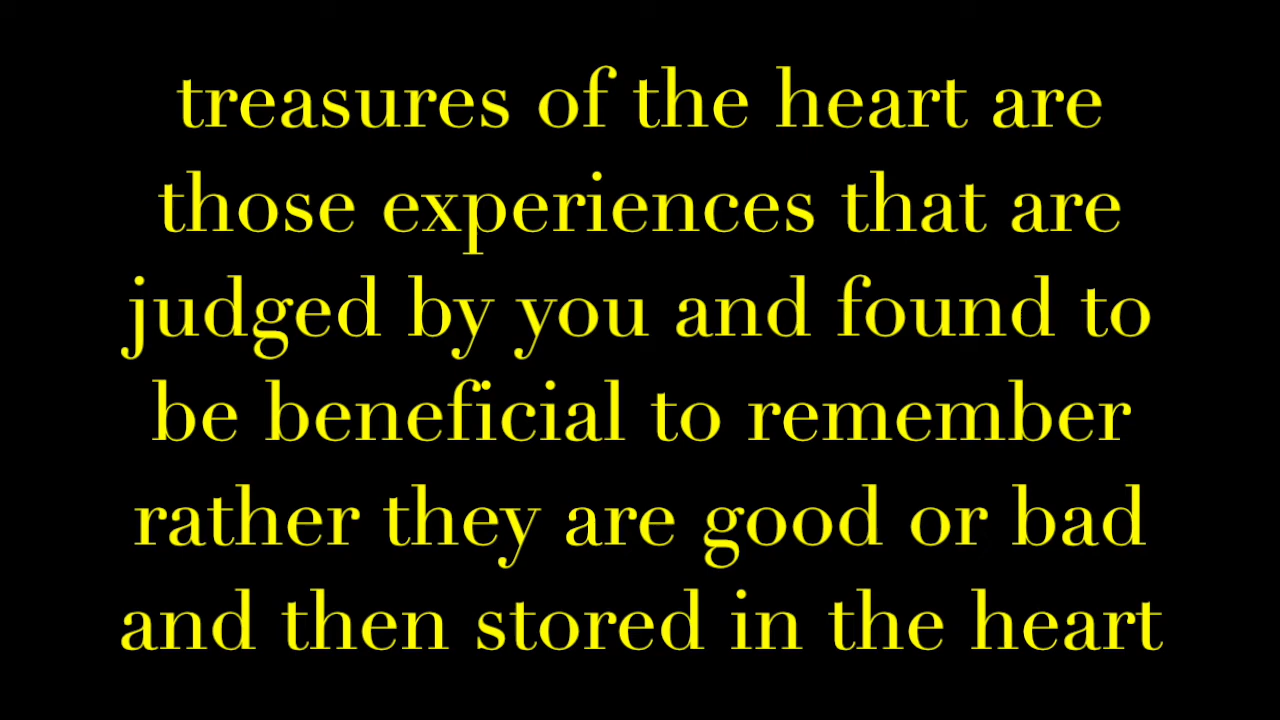 treasures of the heart are
those experiences that are
judged by you and found to
be beneficial to remember
rather they are good or bad
and then stored in the heart